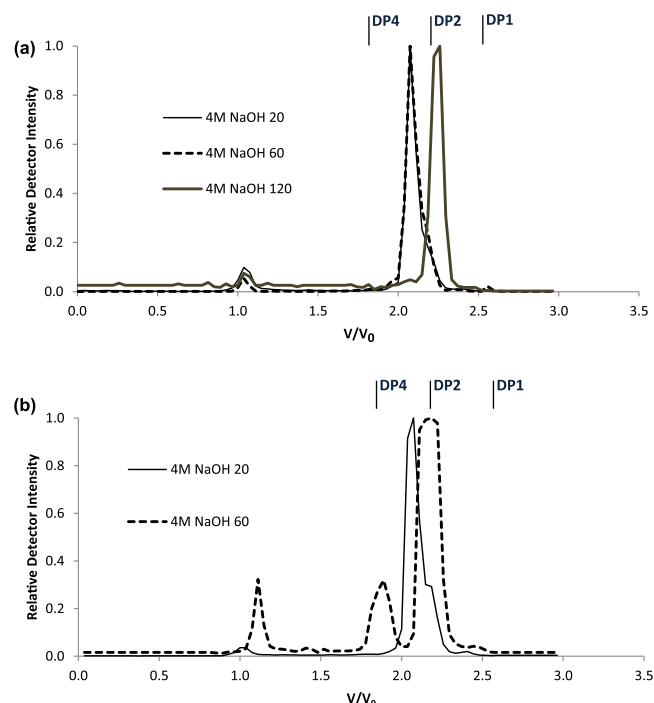 (a)
DP4 DP2 DP1
Relative Detector Intensity
1.0
0.8
0.6
0.4
0.2
0.0
4M NaOH 20
4M NaOH 60
4M NaOH 120
0.0 0.5 1.0 1.5 2.0 2.5 3.0 3.5
V/V₀
(b)
DP4 DP2 DP1
Relative Detector Intensity
1.0
0.8
0.6
0.4
0.2
0.0
4M NaOH 20
4M NaOH 60
0.0 0.5 1.0 1.5 2.0 2.5 3.0 3.5
V/V₀